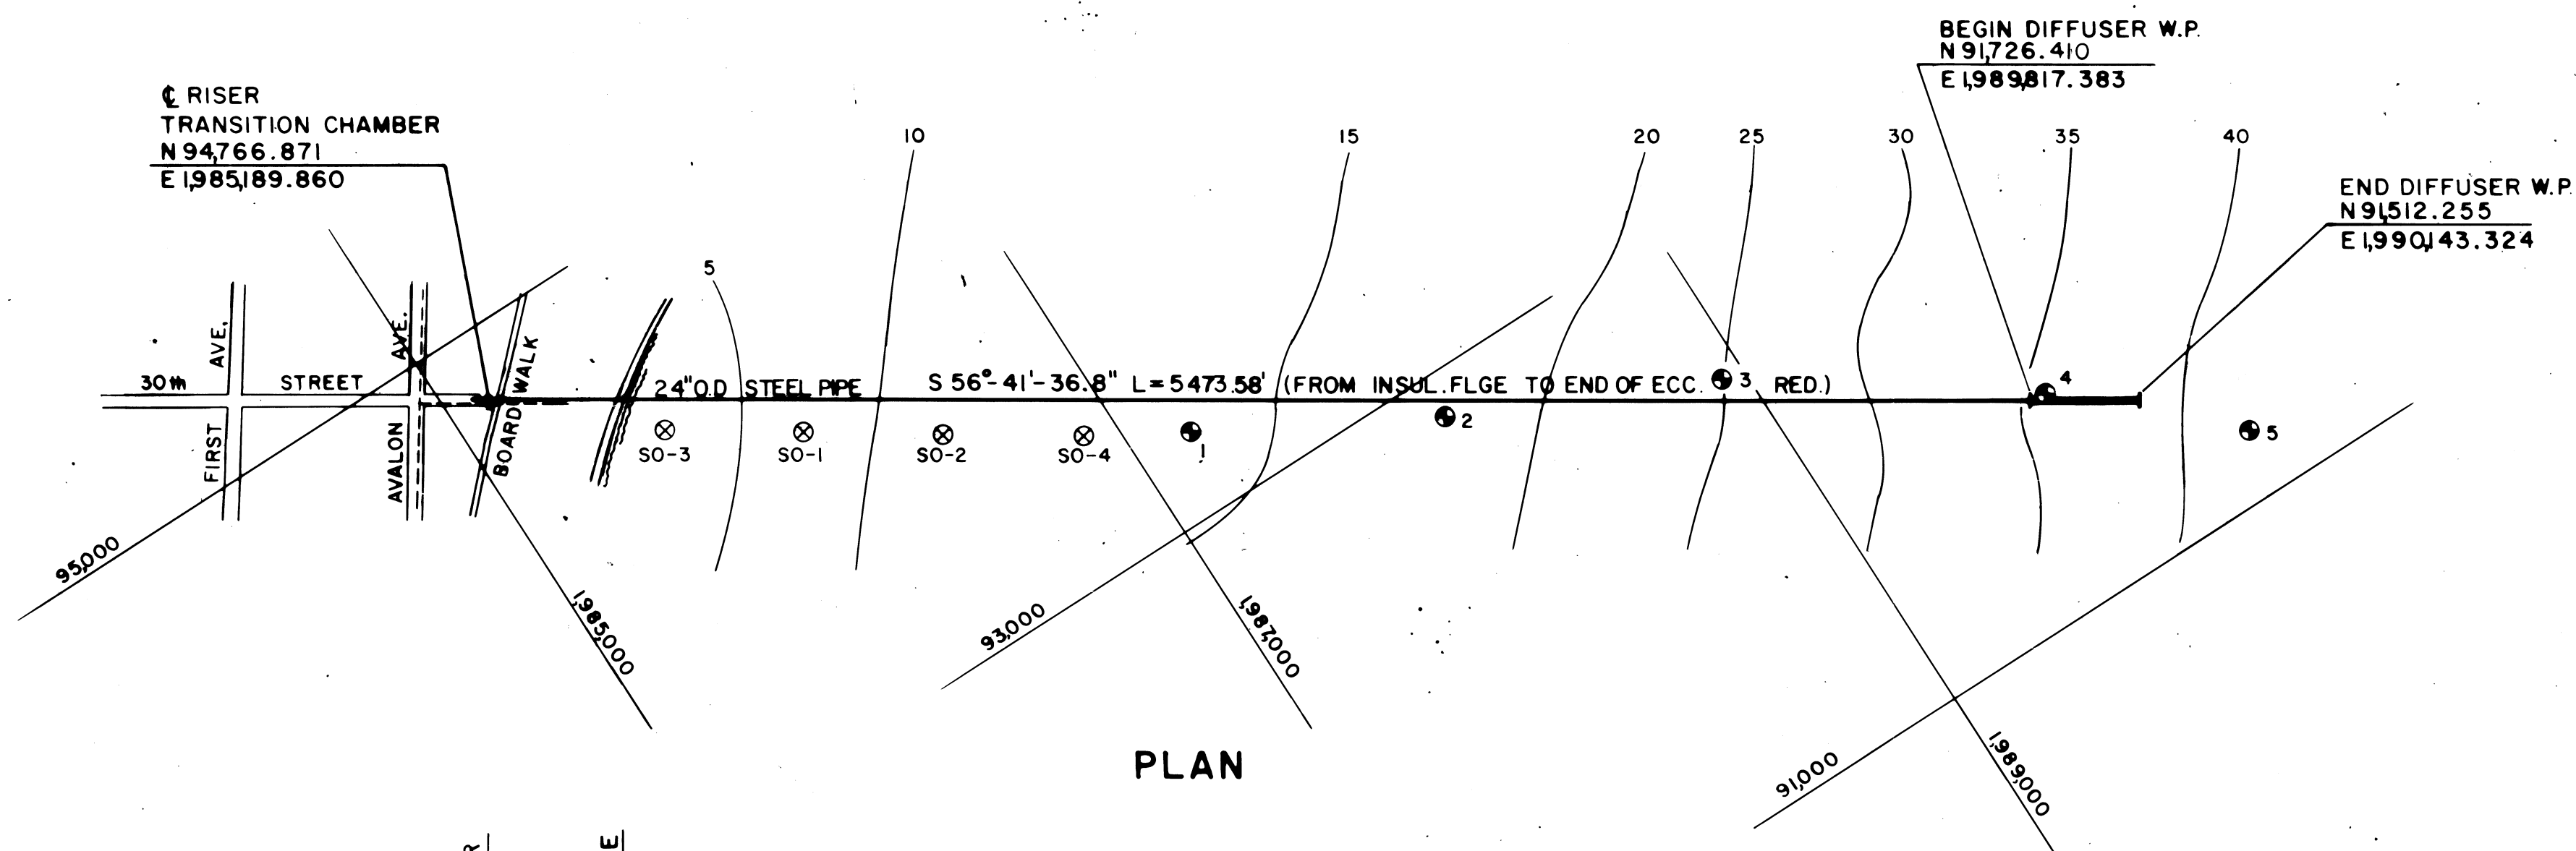 BEGIN DIFFUSER W.P.
N 91,726.410
E 1,989,817.383
℄ RISER
TRANSITION CHAMBER
N 94,766.871
E 1,985,189.860
10
15
20
25
30
35
40
END DIFFUSER W.P.
N 91,512.255
E 1,990,143.324
5
FIRST AVE.
AVALON AVE.
BOARDWALK
30th STREET
24" O.D STEEL PIPE S 56°-41'-36.8" L = 5473.58' (FROM INSUL. FLGE TO END OF ECC. RED.)
3
4
2
5
1
SO-3
SO-1
SO-2
SO-4
95,000
1,985,000
93,000
1,987,000
91,000
1,989,000
PLAN
R
E